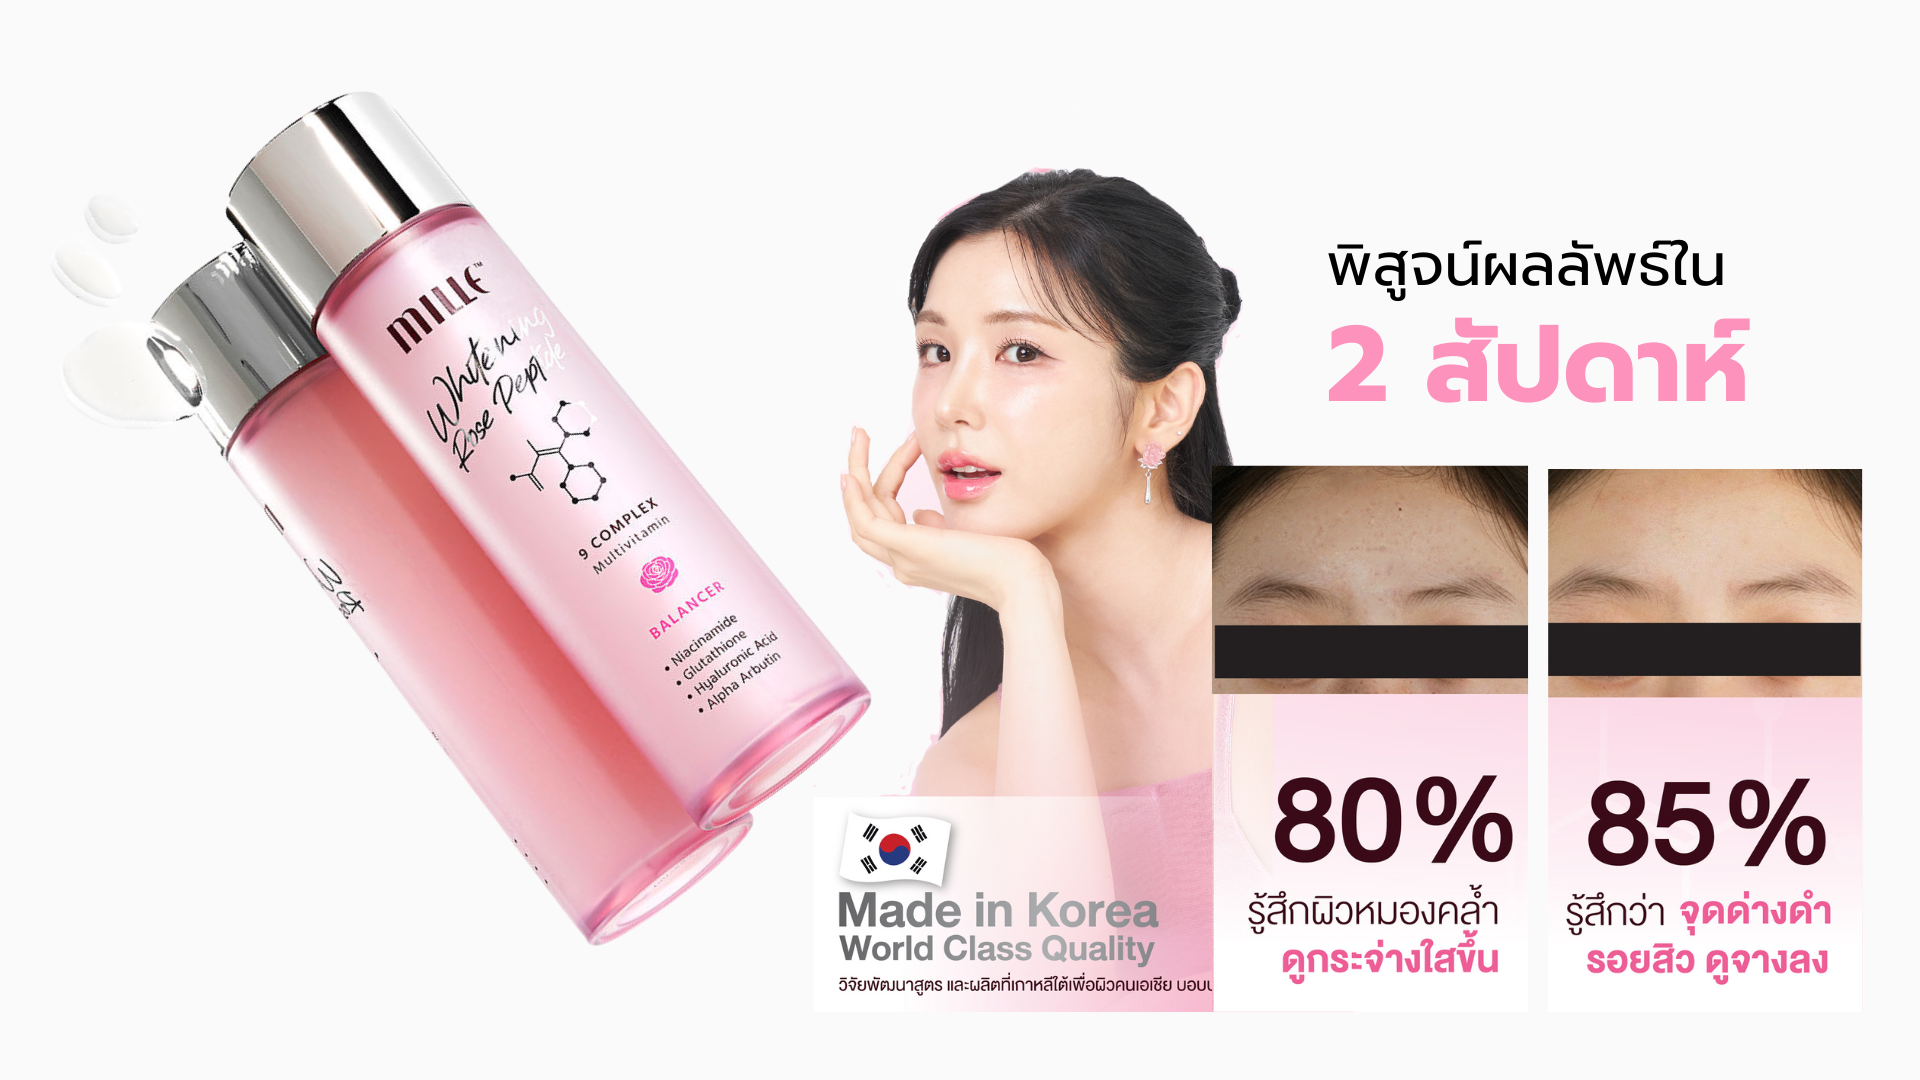 MILLE™
Whitening
Rose Peptide
9 COMPLEX
Multivitamin
BALANCER
• Niacinamide
• Glutathione
• Hyaluronic Acid
• Alpha Arbutin
พิสูจน์ผลลัพธ์ใน
2 สัปดาห์
Made in Korea
World Class Quality
วิจัยพัฒนาสูตร และผลิตที่เกาหลีใต้เพื่อผิวคนเอเชีย
80%
รู้สึกผิวหมองคล้ำ
ดูกระจ่างใสขึ้น
85%
รู้สึกว่า จุดด่างดำ
รอยสิว ดูจางลง